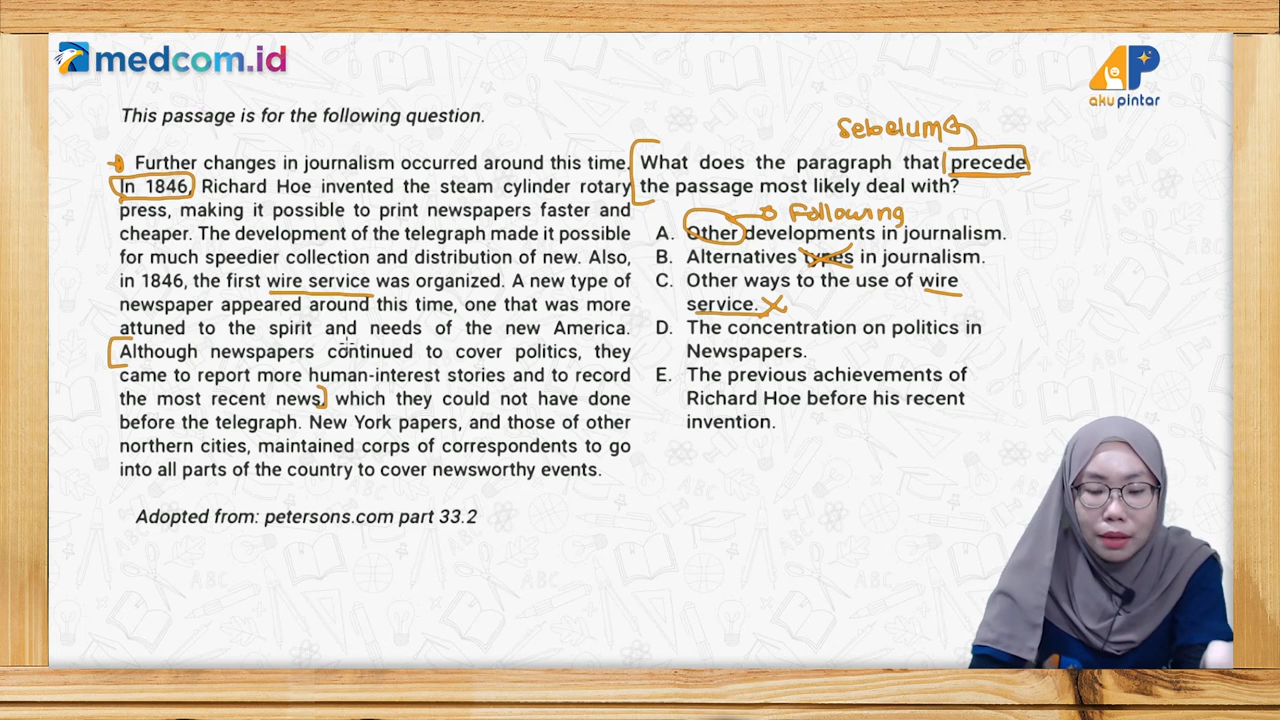 medcom.id
AP
aku pintar
This passage is for the following question.
Further changes in journalism occurred around this time.
In 1846, Richard Hoe invented the steam cylinder rotary
press, making it possible to print newspapers faster and
cheaper. The development of the telegraph made it possible
for much speedier collection and distribution of new. Also,
in 1846, the first wire service was organized. A new type of
newspaper appeared around this time, one that was more
attuned to the spirit and needs of the new America.
Although newspapers continued to cover politics, they
came to report more human-interest stories and to record
the most recent news, which they could not have done
before the telegraph. New York papers, and those of other
northern cities, maintained corps of correspondents to go
into all parts of the country to cover newsworthy events.
Adopted from: petersons.com part 33.2
Sebelum
What does the paragraph that precede
the passage most likely deal with?
Following
A. Other developments in journalism.
B. Alternatives types in journalism.
C. Other ways to the use of wire
service.
D. The concentration on politics in
Newspapers.
E. The previous achievements of
Richard Hoe before his recent
invention.